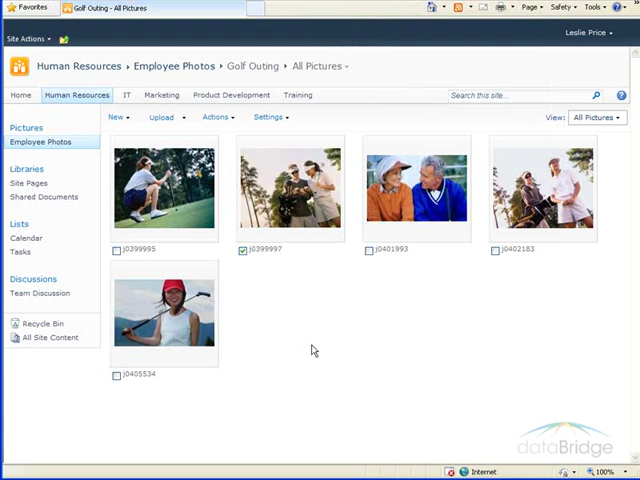 Favorites
Golf Outing - All Pictures
Page
Safety
Tools
Site Actions
Leslie Price
Human Resources › Employee Photos › Golf Outing › All Pictures
Home
Human Resources
IT
Marketing
Product Development
Training
Search this site...
New
Upload
Actions
Settings
View:
All Pictures
Pictures
Employee Photos
Libraries
Site Pages
Shared Documents
Lists
Calendar
Tasks
Discussions
Team Discussion
Recycle Bin
All Site Content
j0399995
j0399997
j0401993
j0402183
j0405534
dataBridge
Internet
100%